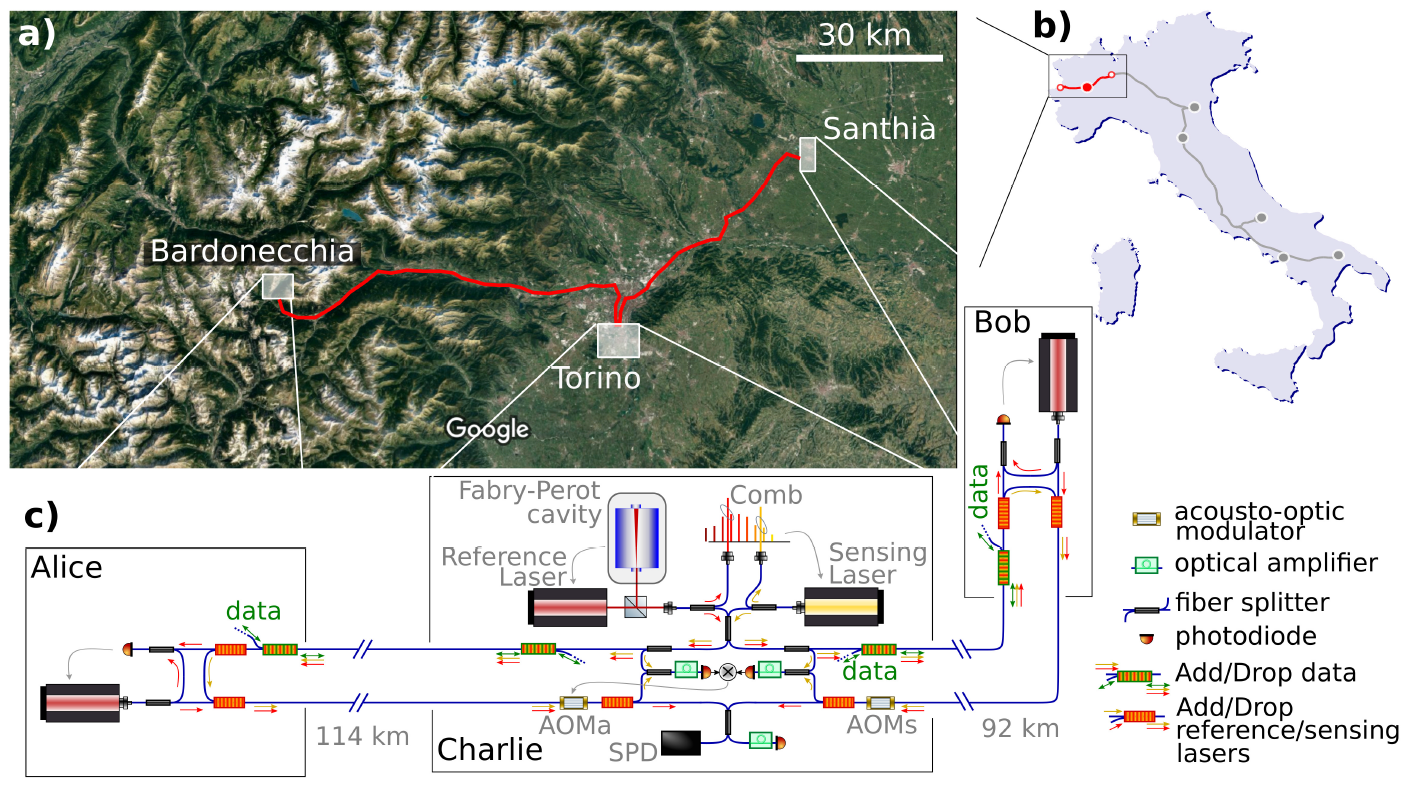 a)
30 km
Santhià
Bardonecchia
Torino
Google
b)
c)
Alice
data
114 km
Fabry-Perot
cavity
Comb
Reference
Laser
Sensing
Laser
data
AOMa
AOMs
SPD
Charlie
92 km
Bob
data
acousto-optic
modulator
optical amplifier
fiber splitter
photodiode
Add/Drop data
Add/Drop
reference/sensing
lasers